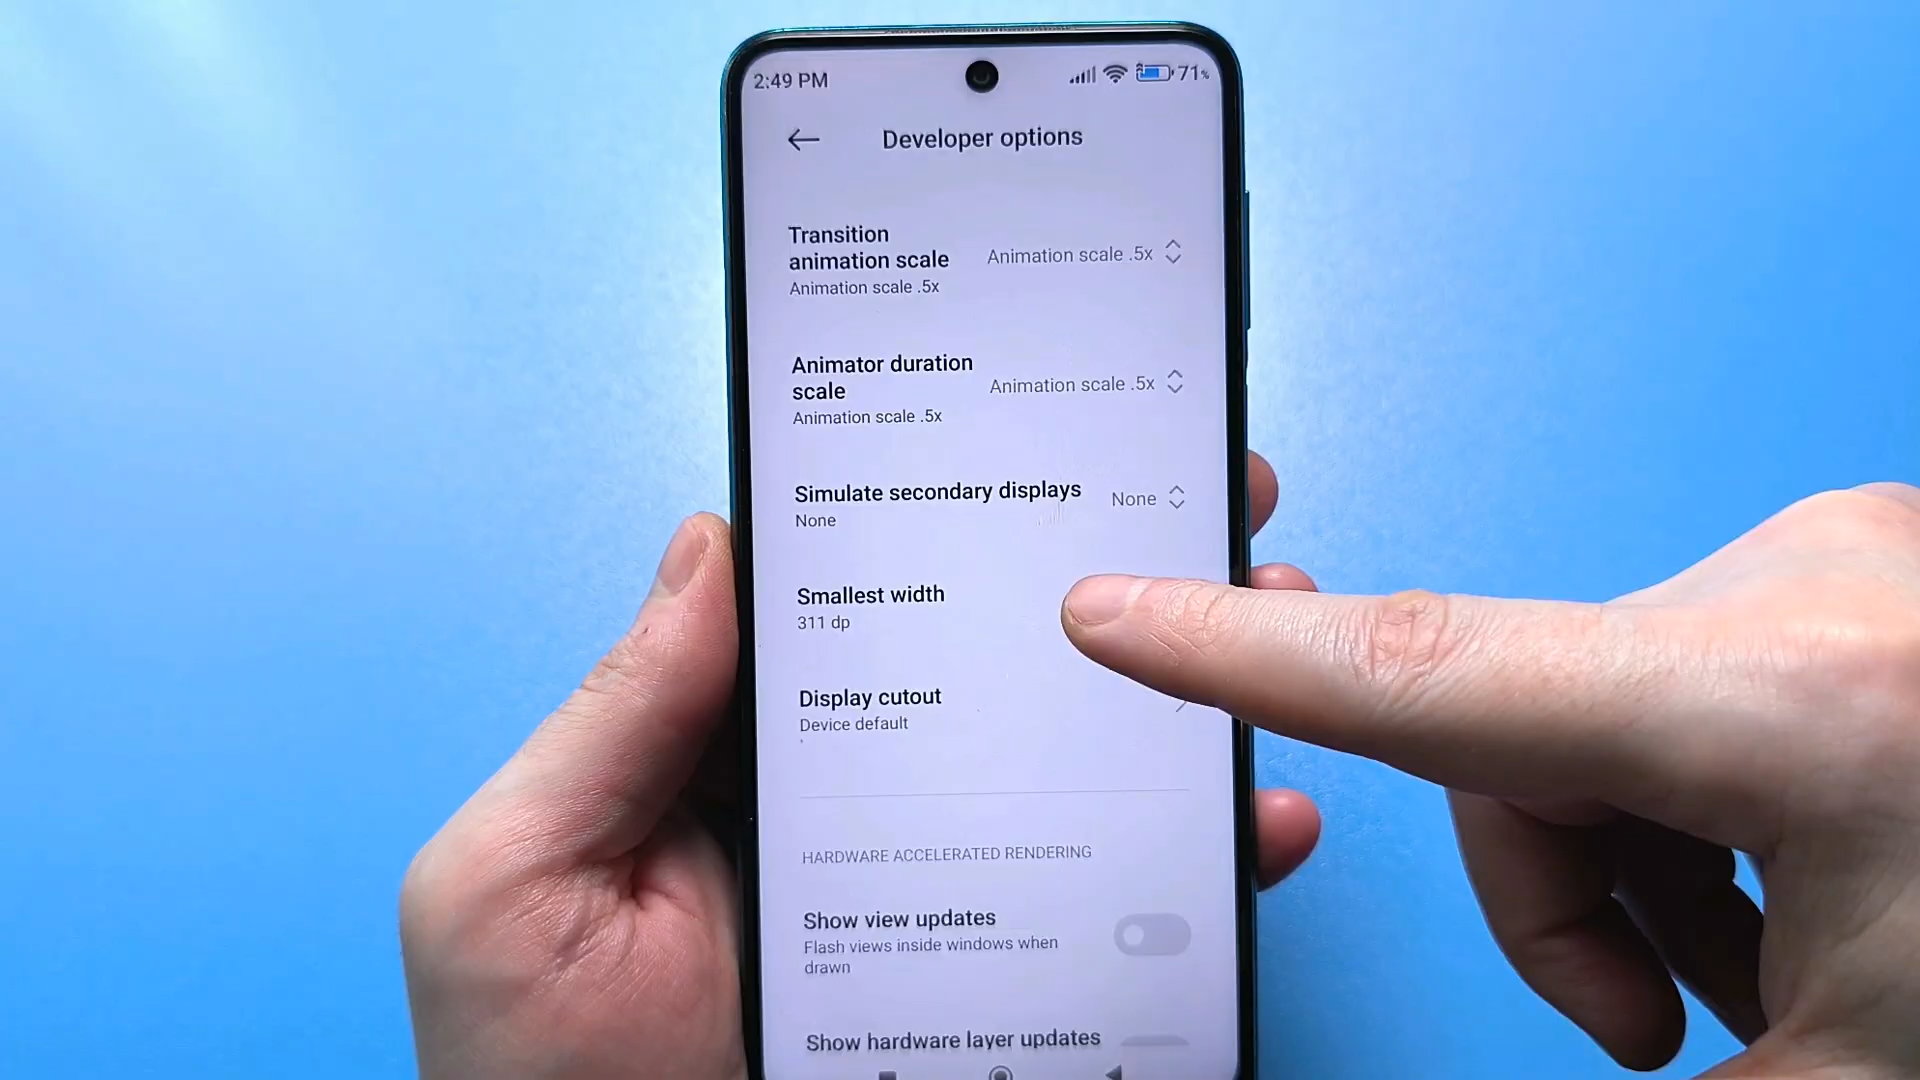 2:49 PM
71%
Developer options
Transition
animation scale
Animation scale .5x
Animation scale .5x
Animator duration
scale
Animation scale .5x
Animation scale .5x
Simulate secondary displays
None
None
Smallest width
311 dp
Display cutout
Device default
HARDWARE ACCELERATED RENDERING
Show view updates
Flash views inside windows when
drawn
Show hardware layer updates